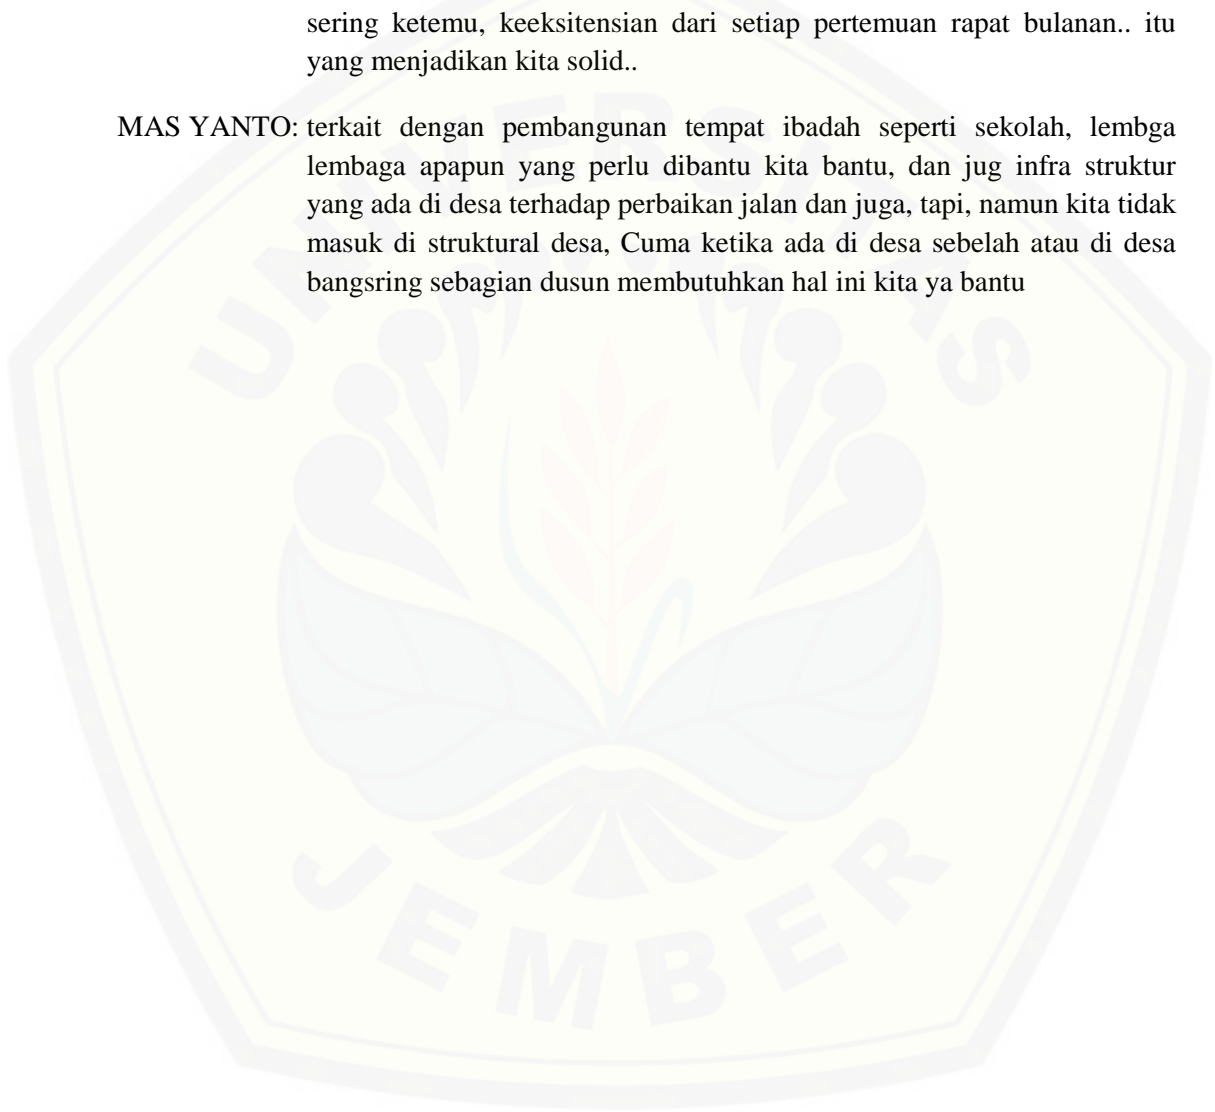 sering ketemu, keeksitensian dari setiap pertemuan rapat bulanan.. itu
yang menjadikan kita solid..
MAS YANTO: terkait dengan pembangunan tempat ibadah seperti sekolah, lembga
lembaga apapun yang perlu dibantu kita bantu, dan jug infra struktur
yang ada di desa terhadap perbaikan jalan dan juga, tapi, namun kita tidak
masuk di struktural desa, Cuma ketika ada di desa sebelah atau di desa
bangsring sebagian dusun membutuhkan hal ini kita ya bantu
UNIVERSITAS
JEMBER